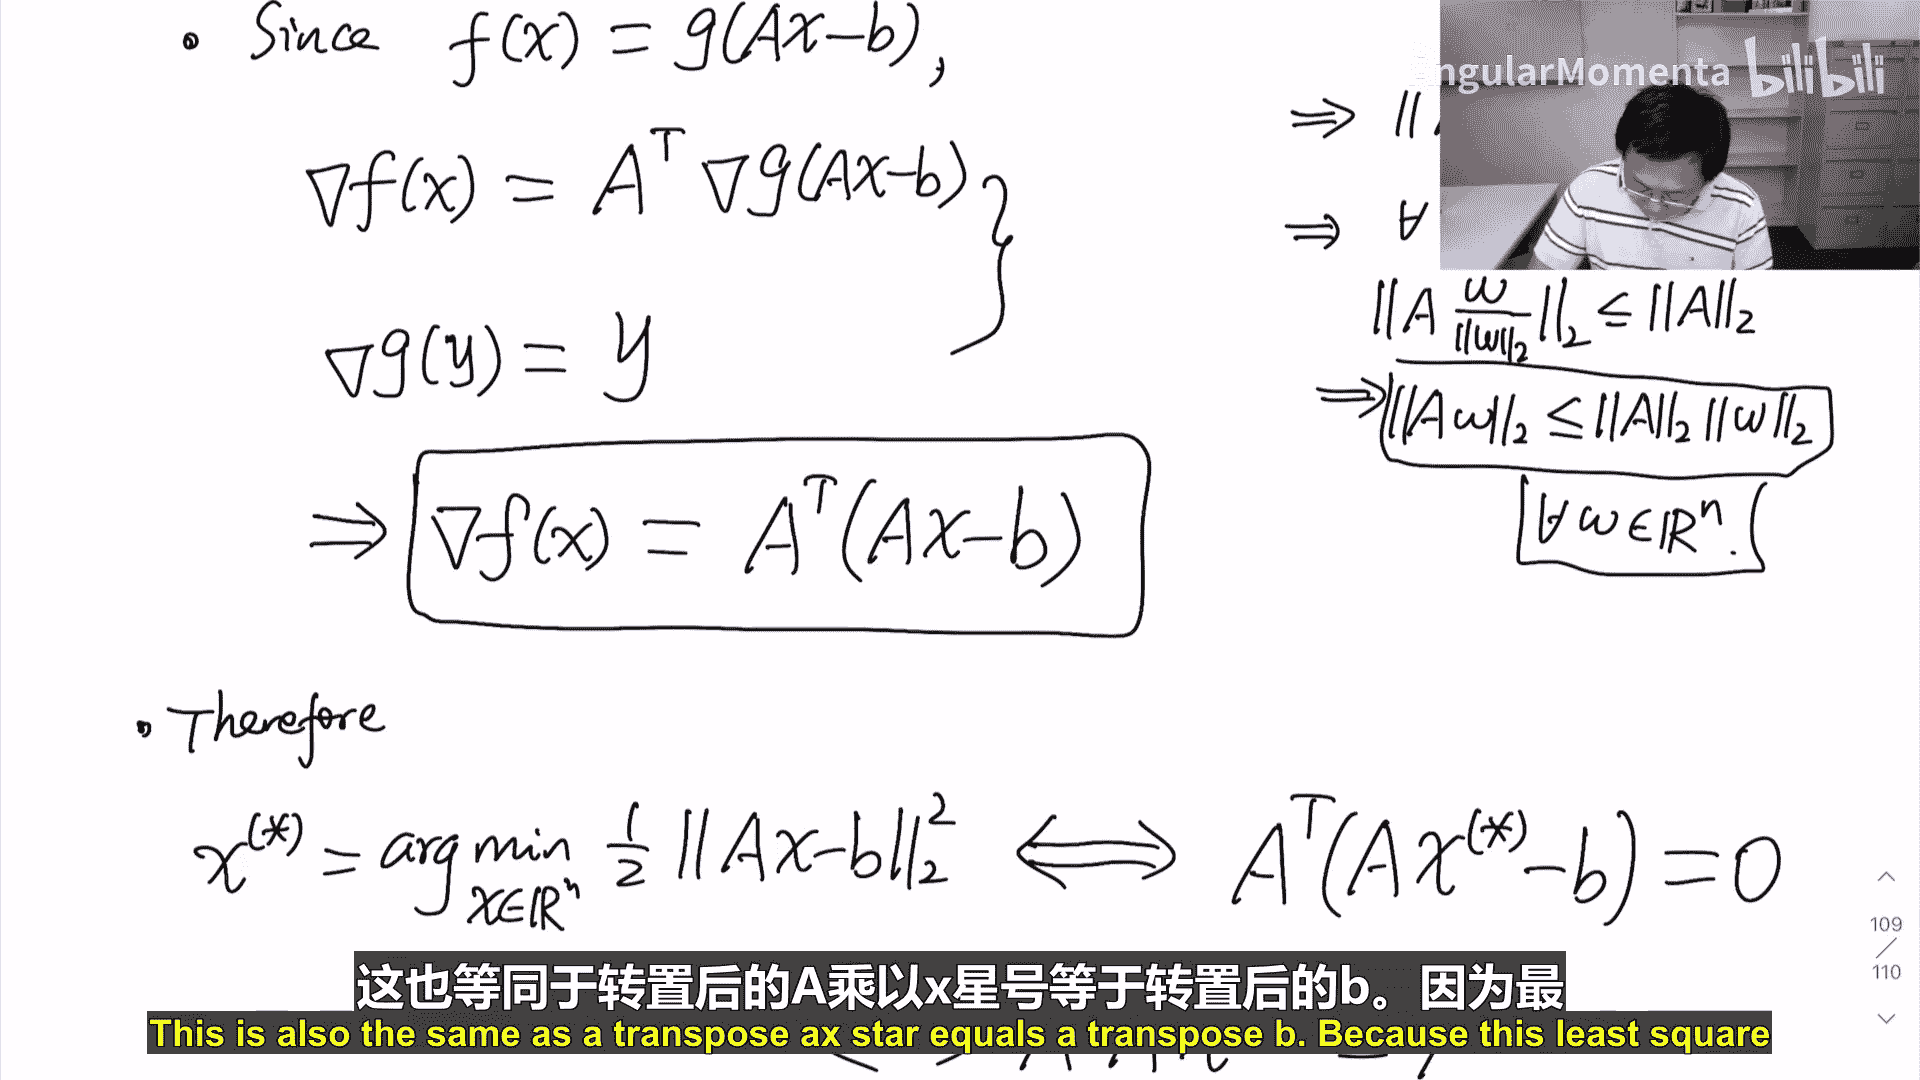 • Since f(x) = g(Ax-b),
∇f(x) = Aᵀ ∇g(Ax-b)
∇g(y) = y
⇒ ∇f(x) = Aᵀ(Ax-b)
• Therefore
x⁽*⁾ = arg min ½ ‖Ax-b‖₂² ⟺ Aᵀ(Ax⁽*⁾-b) = 0
x∈ℝⁿ
⇒ ‖
⇒ ∀
‖A w/‖w‖₂‖₂ ≤ ‖A‖₂
⇒ ‖Aw‖₂ ≤ ‖A‖₂ ‖w‖₂
∀ w∈ℝⁿ.
ngularMomenta bilibili
109
/
110
这也等同于转置后的A乘以x星号等于转置后的b。因为最
This is also the same as a transpose ax star equals a transpose b. Because this least square